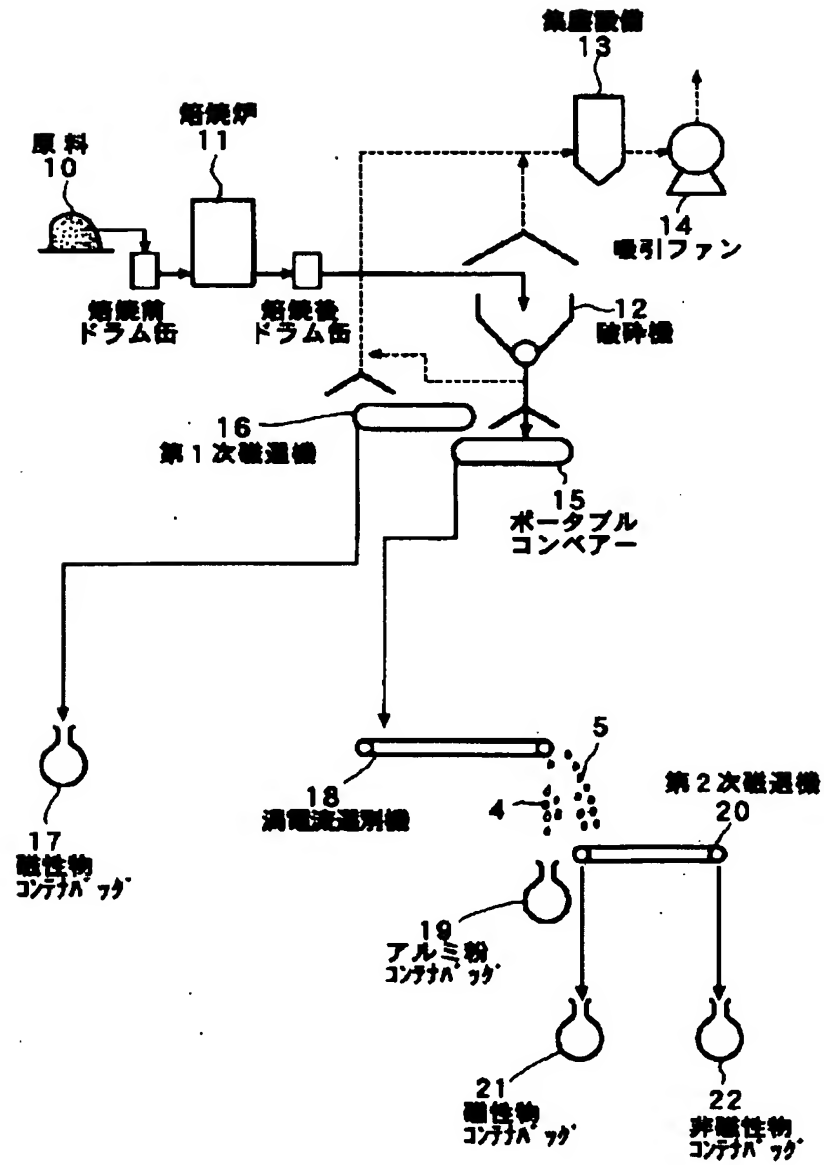 集塵設備
13
焙焼炉
11
原料
10
14
吸引ファン
焙焼前
ドラム缶
焙焼後
ドラム缶
12
破砕機
16
第1次磁選機
15
ポータブル
コンベアー
5
18
渦電流選別機
4
第2次磁選機
20
17
磁性物
コンテナバッグ
19
アルミ粉
コンテナバッグ
21
磁性物
コンテナバッグ
22
非磁性物
コンテナバッグ